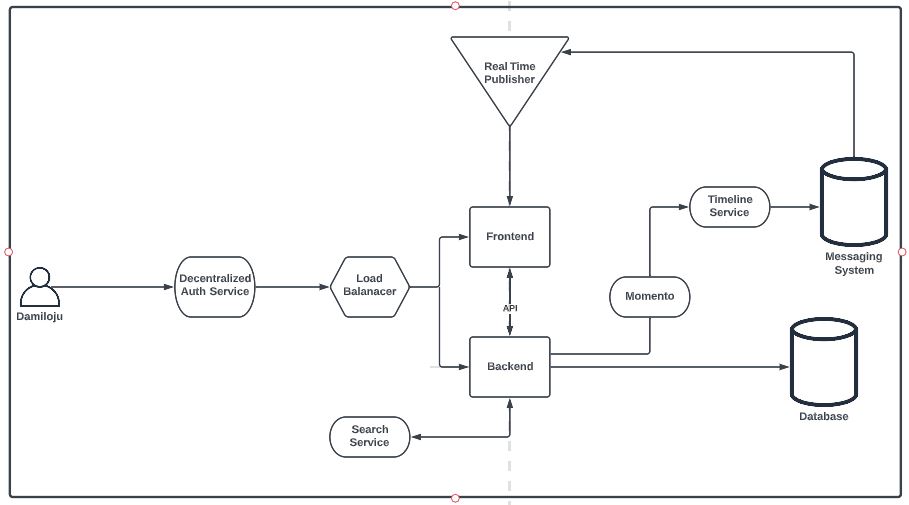 Real Time
Publisher
Timeline
Service
Frontend
Messaging
System
Decentralized
Auth Service
Load
Balanacer
Momento
API
Damiloju
Backend
Database
Search
Service